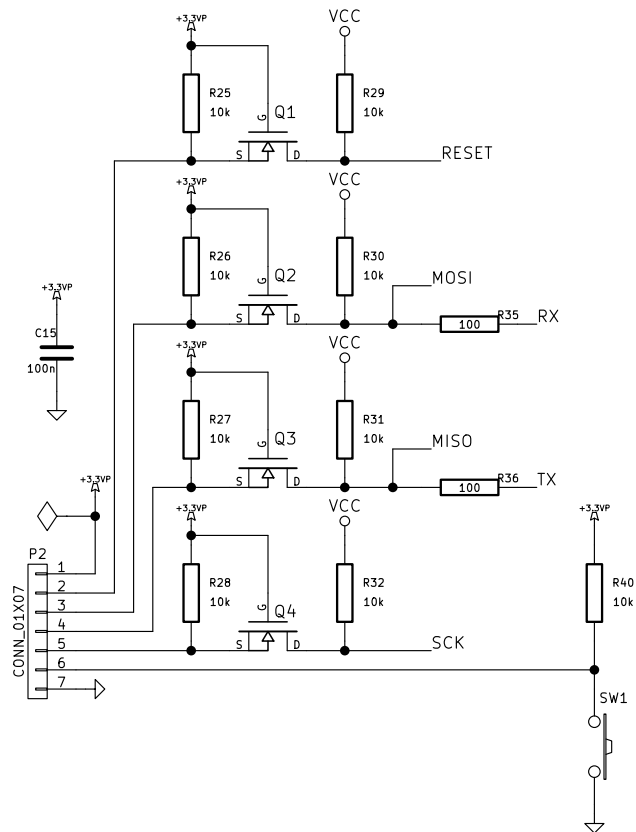 +3.3VP
VCC
R25
10k
G
Q1
R29
10k
S
D
RESET
+3.3VP
VCC
R26
10k
G
Q2
R30
10k
MOSI
S
D
R35
100
RX
+3.3VP
C15
100n
+3.3VP
VCC
R27
10k
G
Q3
R31
10k
MISO
S
D
R36
100
TX
+3.3VP
+3.3VP
VCC
+3.3VP
P2
CONN_01X07
1
2
3
4
5
6
7
R28
10k
G
Q4
R32
10k
S
D
SCK
R40
10k
SW1